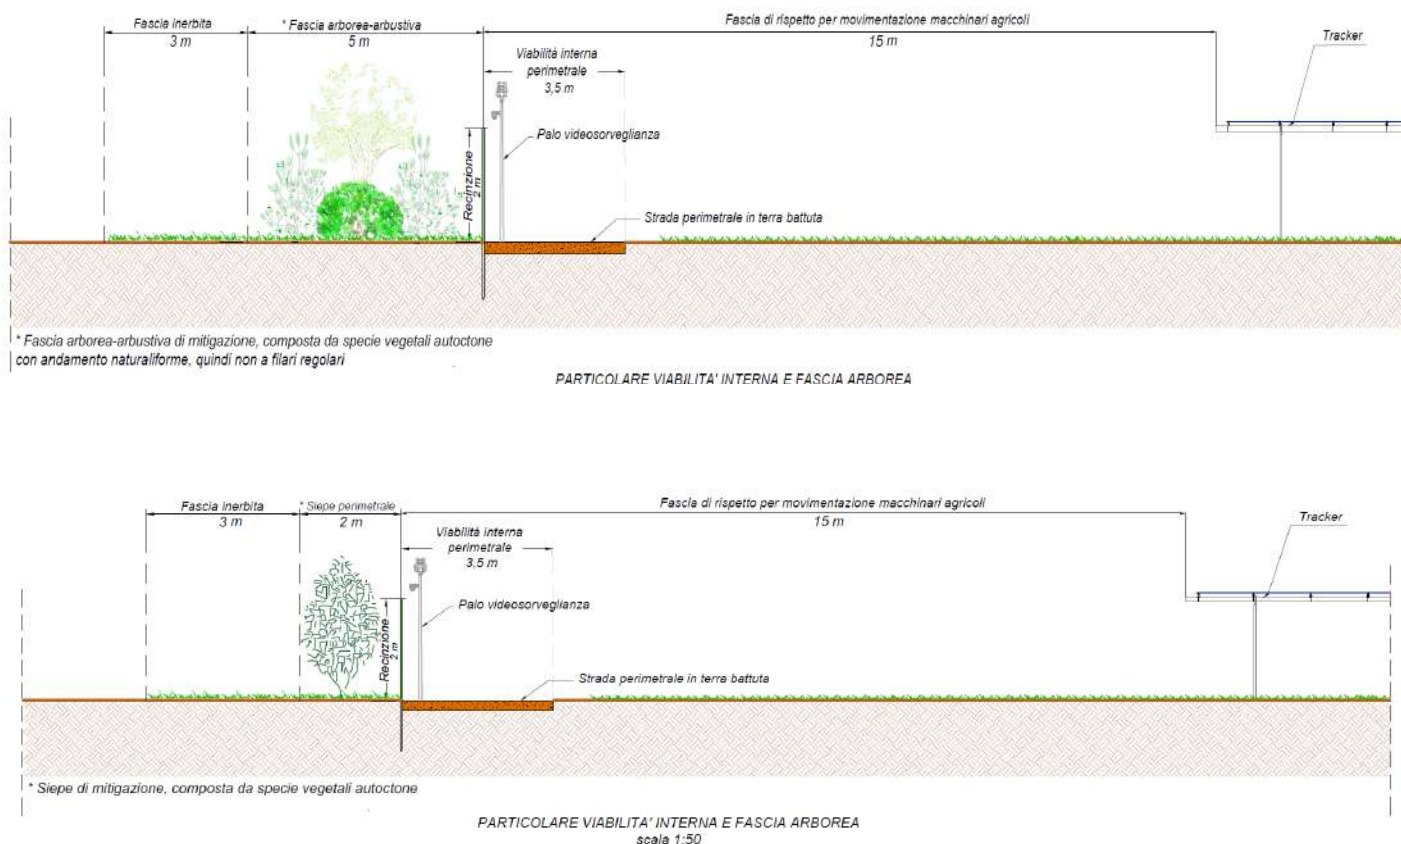 Fascia inerbita
3 m
* Fascia arborea-arbustiva
5 m
Fascia di rispetto per movimentazione macchinari agricoli
15 m
Tracker
Viabilità interna
perimetrale
3,5 m
Palo videosorveglianza
Recinzione
2 m
Strada perimetrale in terra battuta
* Fascia arborea-arbustiva di mitigazione, composta da specie vegetali autoctone
con andamento naturaliforme, quindi non a filari regolari
PARTICOLARE VIABILITA' INTERNA E FASCIA ARBOREA
Fascia inerbita
3 m
* Siepe perimetrale
2 m
Fascia di rispetto per movimentazione macchinari agricoli
15 m
Tracker
Viabilità interna
perimetrale
3,5 m
Palo videosorveglianza
Recinzione
2 m
Strada perimetrale in terra battuta
* Siepe di mitigazione, composta da specie vegetali autoctone
PARTICOLARE VIABILITA' INTERNA E FASCIA ARBOREA
scala 1:50